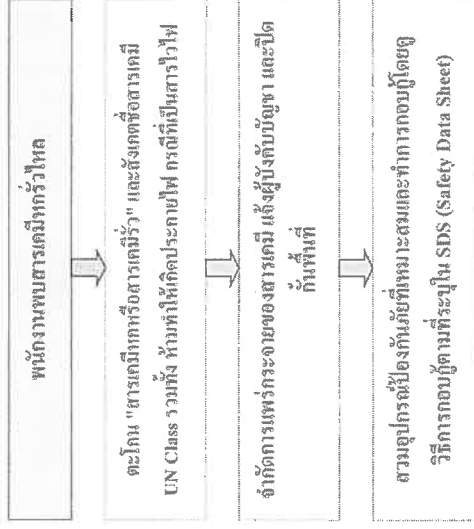 พนักงานพบสารเคมีหกรั่วไหล
ตะโกน "สารเคมีหกหรือสารเคมีรั่ว" และสังเกตชื่อสารเคมี
UN Class รวมทั้ง ห้ามทำให้เกิดประกายไฟ กรณีที่เป็นสารไวไฟ
จำกัดการแพร่กระจายของสารเคมี แจ้งผู้บังคับบัญชา และปิด
กั้นพื้นที่
สวมอุปกรณ์ป้องกันภัยที่เหมาะสมและทำการกอบกู้โดยดู
วิธีการกอบกู้ตามที่ระบุใน SDS (Safety Data Sheet)